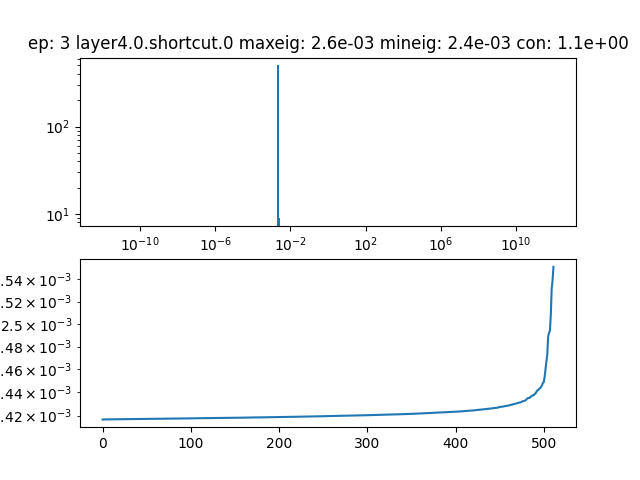 ep: 3 layer4.0.shortcut.0 maxeig: 2.6e-03 mineig: 2.4e-03 con: 1.1e+00
10²
10¹
10⁻¹⁰ 10⁻⁶ 10⁻² 10² 10⁶ 10¹⁰
.54 × 10⁻³
.52 × 10⁻³
2.5 × 10⁻³
.48 × 10⁻³
.46 × 10⁻³
.44 × 10⁻³
.42 × 10⁻³
0 100 200 300 400 500